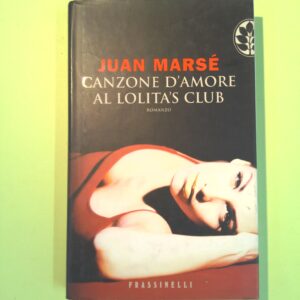 JUAN MARSÉ
CANZONE D'AMORE
AL LOLITA'S CLUB
ROMANZO
FRASSINELLI